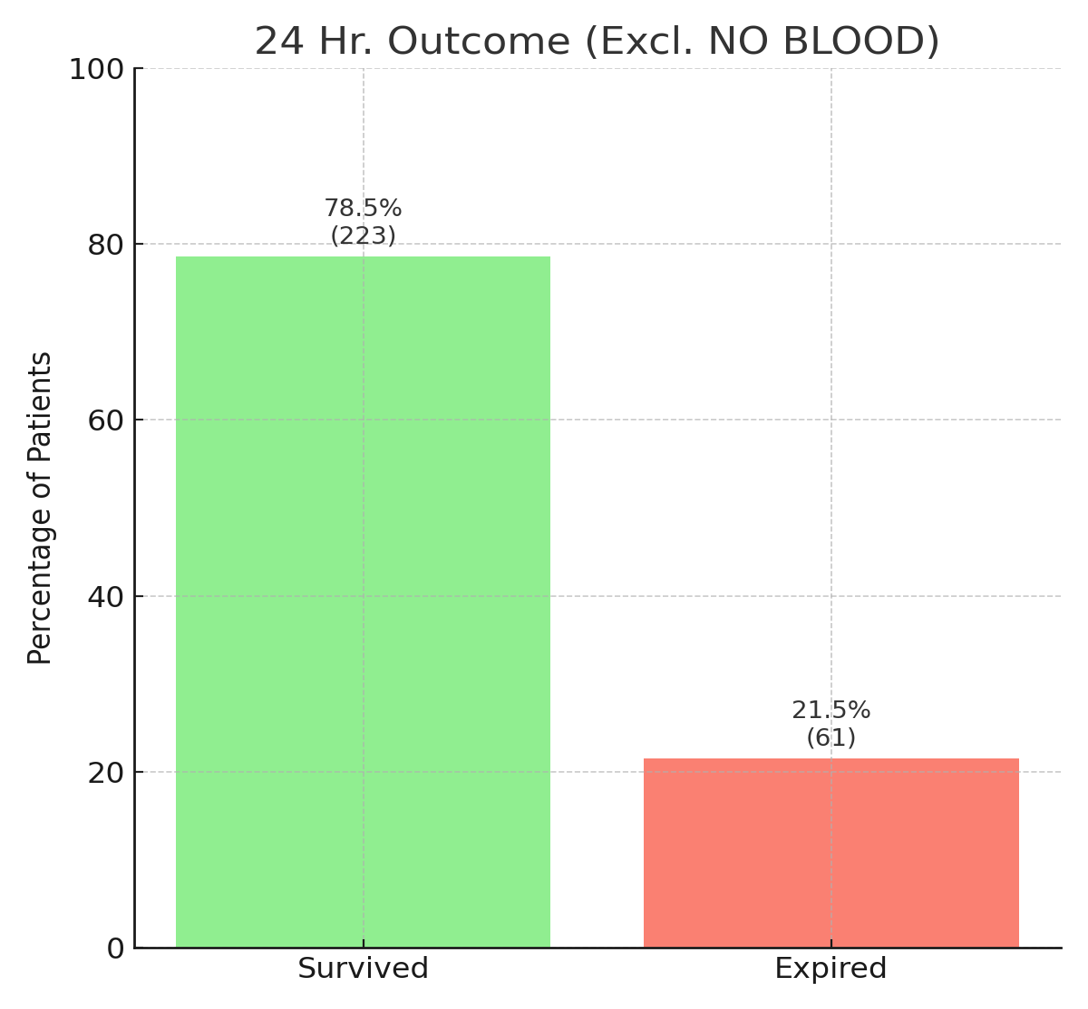 24 Hr. Outcome (Excl. NO BLOOD)
Percentage of Patients
100
80
60
40
20
0
78.5%
(223)
21.5%
(61)
Survived
Expired